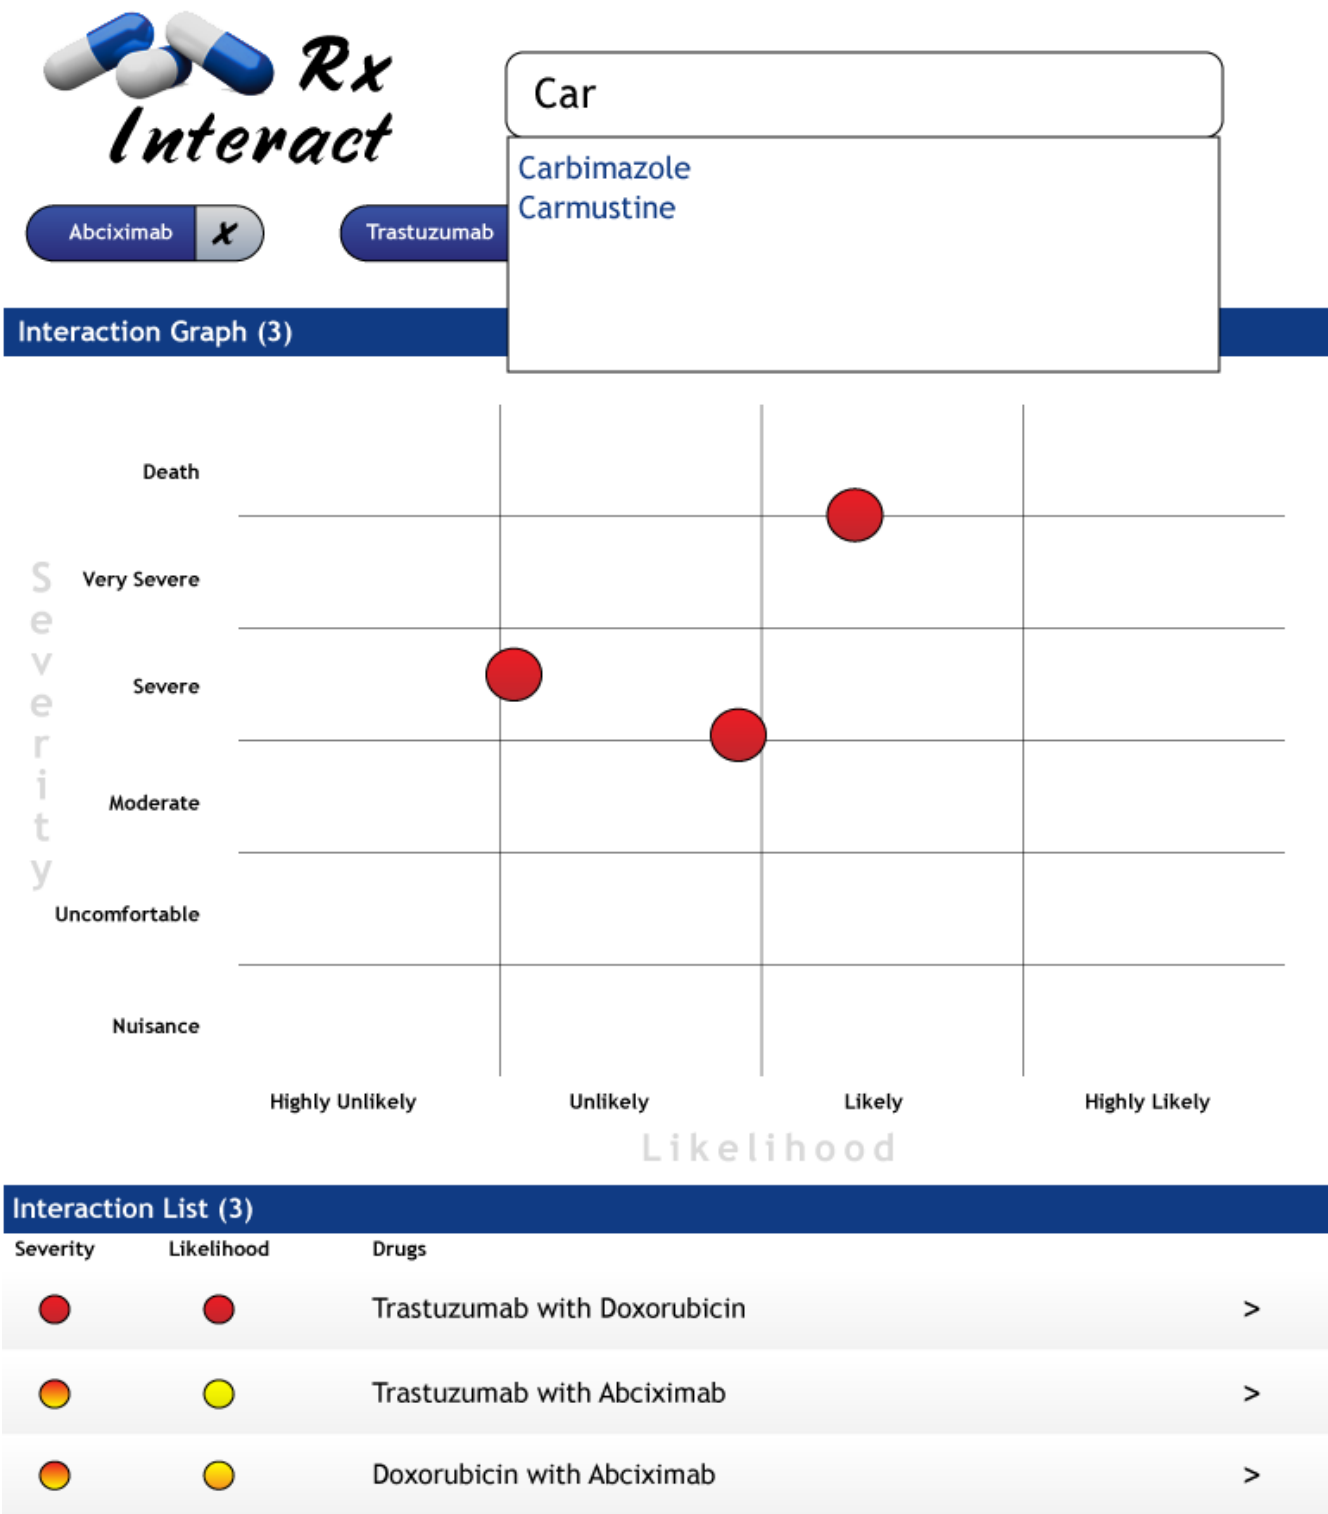 Rx
Interact
Car
Carbimazole
Carmustine
Abciximab X
Trastuzumab
Interaction Graph (3)
Death
Very Severe
Severe
Moderate
Uncomfortable
Nuisance
Severity
Highly Unlikely Unlikely Likely Highly Likely
Likelihood
Interaction List (3)
Severity Likelihood Drugs
Trastuzumab with Doxorubicin >
Trastuzumab with Abciximab >
Doxorubicin with Abciximab >